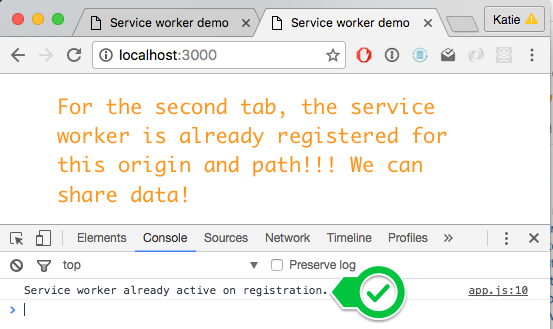 Service worker demo
Service worker demo
Katie
localhost:3000
For the second tab, the service
worker is already registered for
this origin and path!!! We can
share data!
Elements Console Sources Network Timeline Profiles »
top Preserve log
Service worker already active on registration. app.js:10